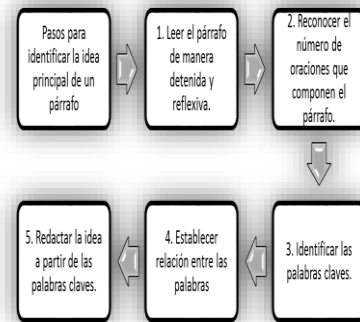 Pasos para
identificar la idea
principal de un
párrafo
1. Leer el párrafo
de manera
detenida y
reflexiva.
2. Reconocer el
número de
oraciones que
componen el
párrafo.
3. Identificar las
palabras claves.
4. Establecer
relación entre las
palabras
5. Redactar la idea
a partir de las
palabras claves.